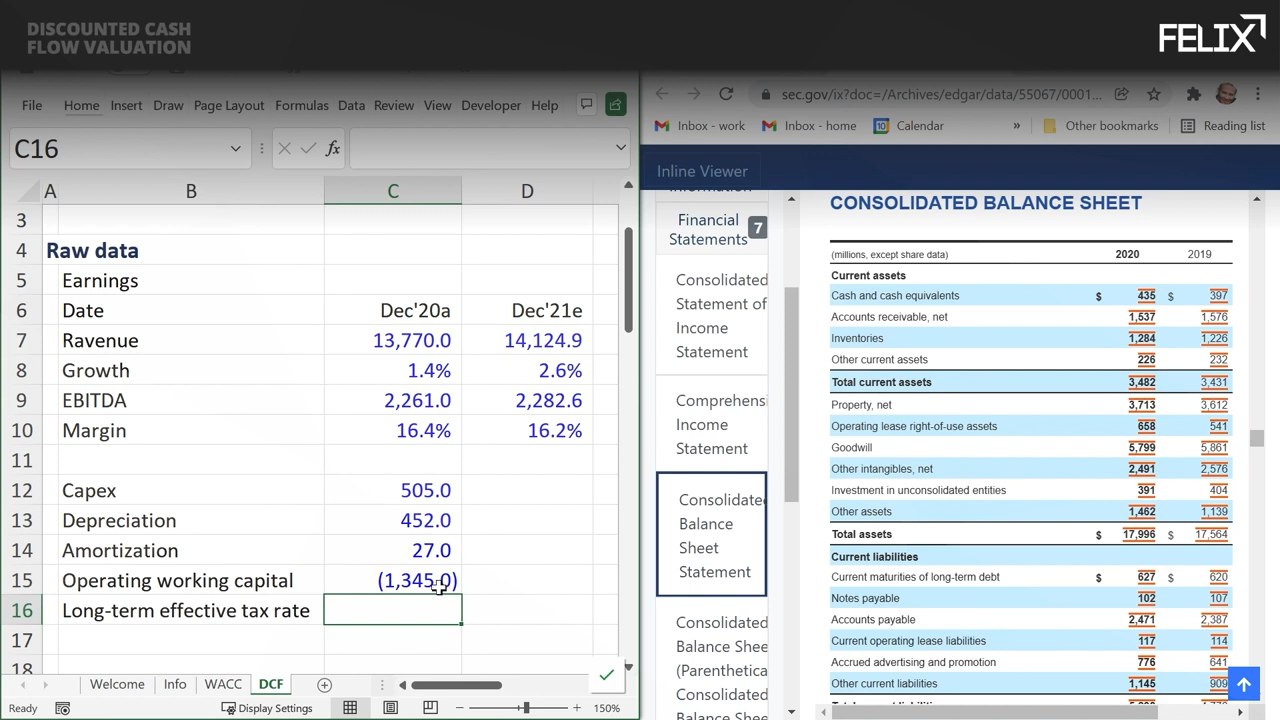 DISCOUNTED CASH
FLOW VALUATION
FELIX
File Home Insert Draw Page Layout Formulas Data Review View Developer Help
C16
fx
A B C D
3
4 Raw data
5 Earnings
6 Date Dec'20a Dec'21e
7 Revenue 13,770.0 14,124.9
8 Growth 1.4% 2.6%
9 EBITDA 2,261.0 2,282.6
10 Margin 16.4% 16.2%
11
12 Capex 505.0
13 Depreciation 452.0
14 Amortization 27.0
15 Operating working capital (1,345.0)
16 Long-term effective tax rate
17
18
Welcome Info WACC DCF
Ready Display Settings 150%
sec.gov/ix?doc=/Archives/edgar/data/55067/0001...
Inbox - work Inbox - home 10 Calendar » Other bookmarks Reading list
Inline Viewer
Information
Financial
Statements 7
Consolidated
Statement of
Income
Statement
Comprehensi
Income
Statement
Consolidated
Balance
Sheet
Statement
Consolidated
Balance Shee
(Parenthetica
Consolidated
Balance Shee
CONSOLIDATED BALANCE SHEET
(millions, except share data) 2020 2019
Current assets
Cash and cash equivalents $ 435 $ 397
Accounts receivable, net 1,537 1,576
Inventories 1,284 1,226
Other current assets 226 232
Total current assets 3,482 3,431
Property, net 3,713 3,612
Operating lease right-of-use assets 658 541
Goodwill 5,799 5,861
Other intangibles, net 2,491 2,576
Investment in unconsolidated entities 391 404
Other assets 1,462 1,139
Total assets $ 17,996 $ 17,564
Current liabilities
Current maturities of long-term debt $ 627 $ 620
Notes payable 102 107
Accounts payable 2,471 2,387
Current operating lease liabilities 117 114
Accrued advertising and promotion 776 641
Other current liabilities 1,145 909